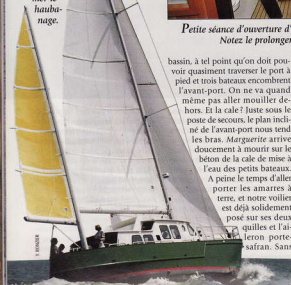 hauba-
nage.
Petite séance d'ouverture d'
Notez le prolonge
bassin, à tel point qu'on doit pou-
voir quasiment traverser le port à
pied et trois bateaux encombrent
l'avant-port. On ne va quand
même pas aller mouiller de-
hors. Et la cale ? Juste sous le
poste de secours, le plan incli-
né de l'avant-port nous tend
les bras. Marguerite arrive
doucement à mourir sur le
béton de la cale de mise à
l'eau des petits bateaux.
A peine le temps d'aller
porter les amarres à
terre, et notre voilier
est déjà solidement
posé sur ses deux
quilles et l'ai-
leron porte-
safran. Sans